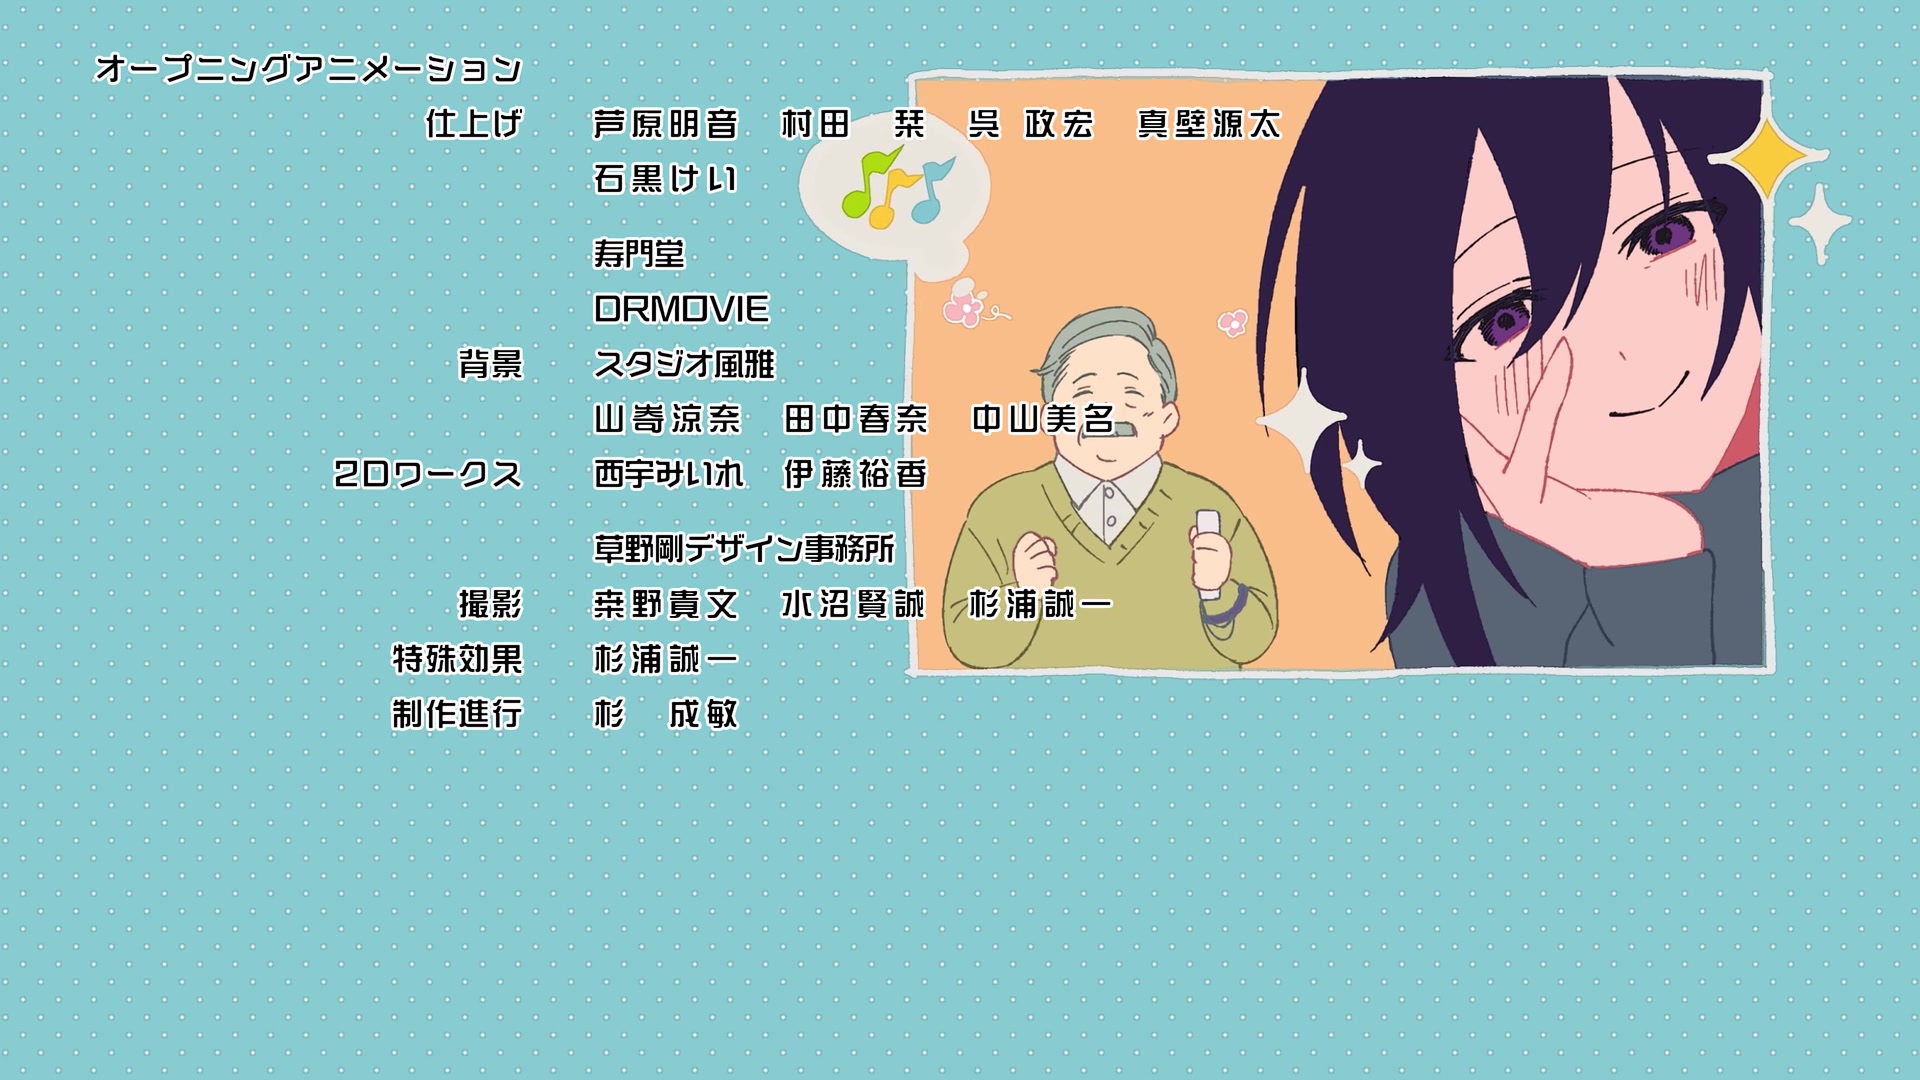 オープニングアニメーション
仕上げ 芦原明音 村田 栞 呉 政宏 真壁源太
石黒けい
寿門堂
DRMOVIE
背景 スタジオ風雅
山嵜涼奈 田中春奈 中山美名
2Dワークス 西宇みいれ 伊藤裕香
草野剛デザイン事務所
撮影 桒野貴文 水沼賢誠 杉浦誠一
特殊効果 杉浦誠一
制作進行 杉 成敏